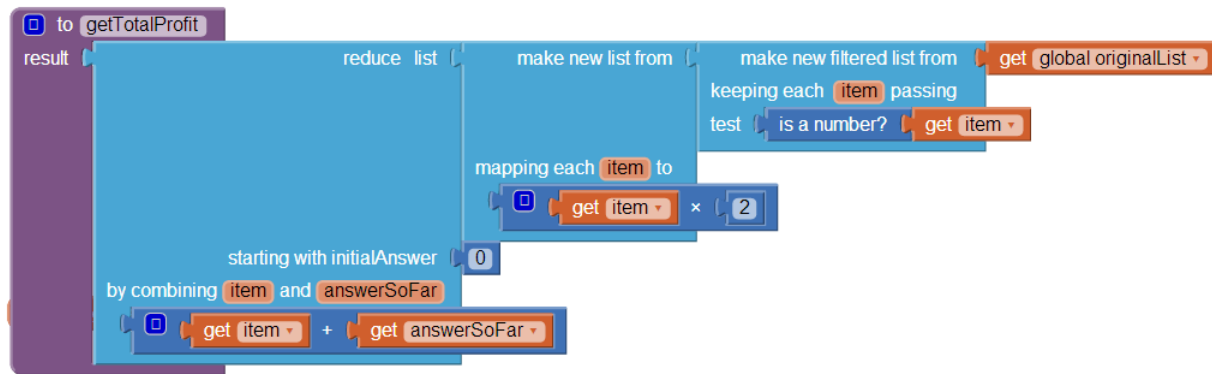 to getTotalProfit
result reduce list make new list from make new filtered list from get global originalList
keeping each item passing
test is a number? get item
mapping each item to
get item × 2
starting with initialAnswer 0
by combining item and answerSoFar
get item + get answerSoFar